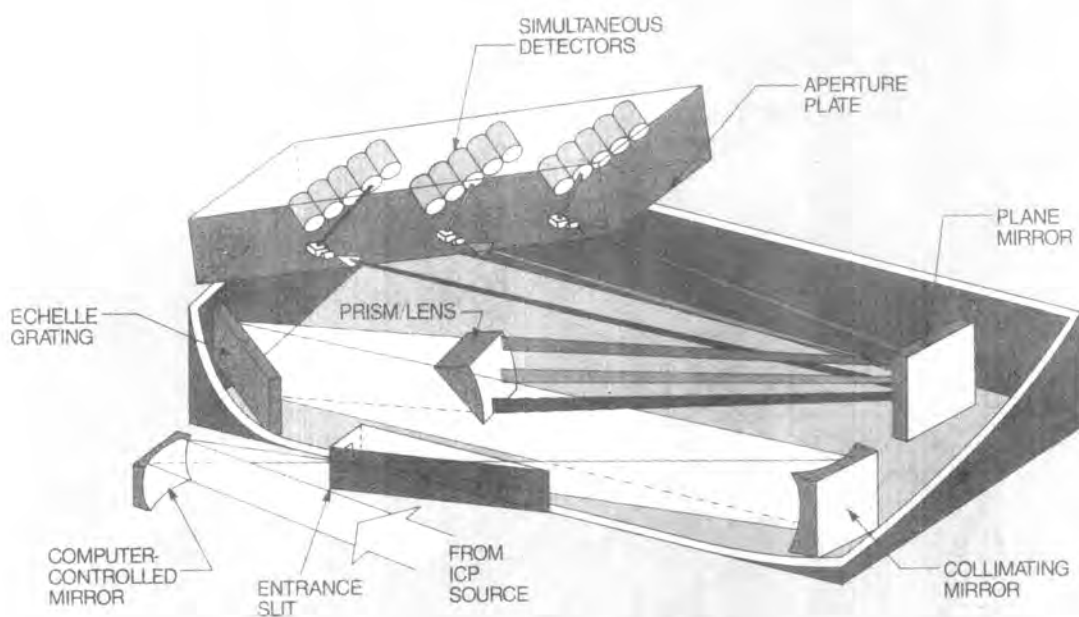 SIMULTANEOUS
DETECTORS
APERTURE
PLATE
PLANE
MIRROR
PRISM/LENS
ECHELLE
GRATING
COMPUTER-
CONTROLLED
MIRROR
ENTRANCE
SLIT
FROM
ICP
SOURCE
COLLIMATING
MIRROR